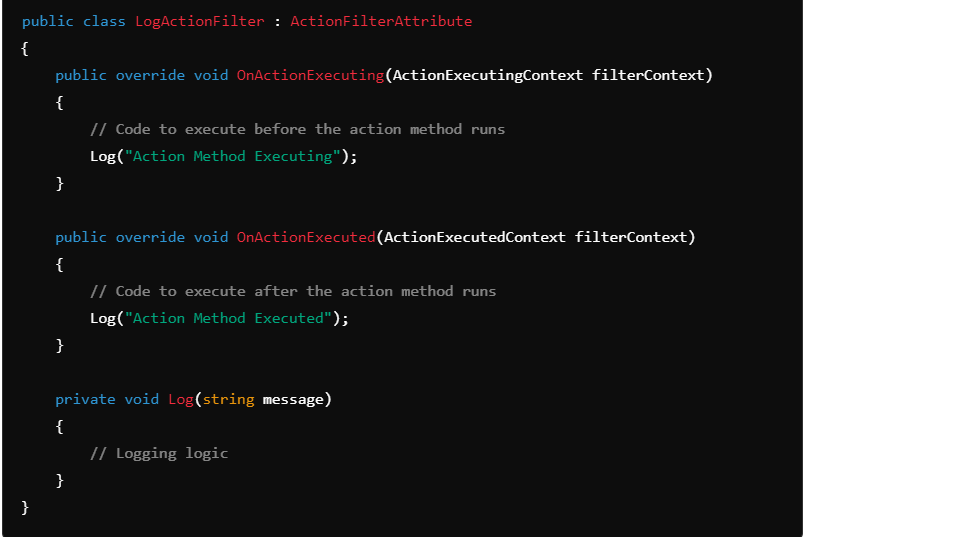 public class LogActionFilter : ActionFilterAttribute
{
    public override void OnActionExecuting(ActionExecutingContext filterContext)
    {
        // Code to execute before the action method runs
        Log("Action Method Executing");
    }

    public override void OnActionExecuted(ActionExecutedContext filterContext)
    {
        // Code to execute after the action method runs
        Log("Action Method Executed");
    }

    private void Log(string message)
    {
        // Logging logic
    }
}